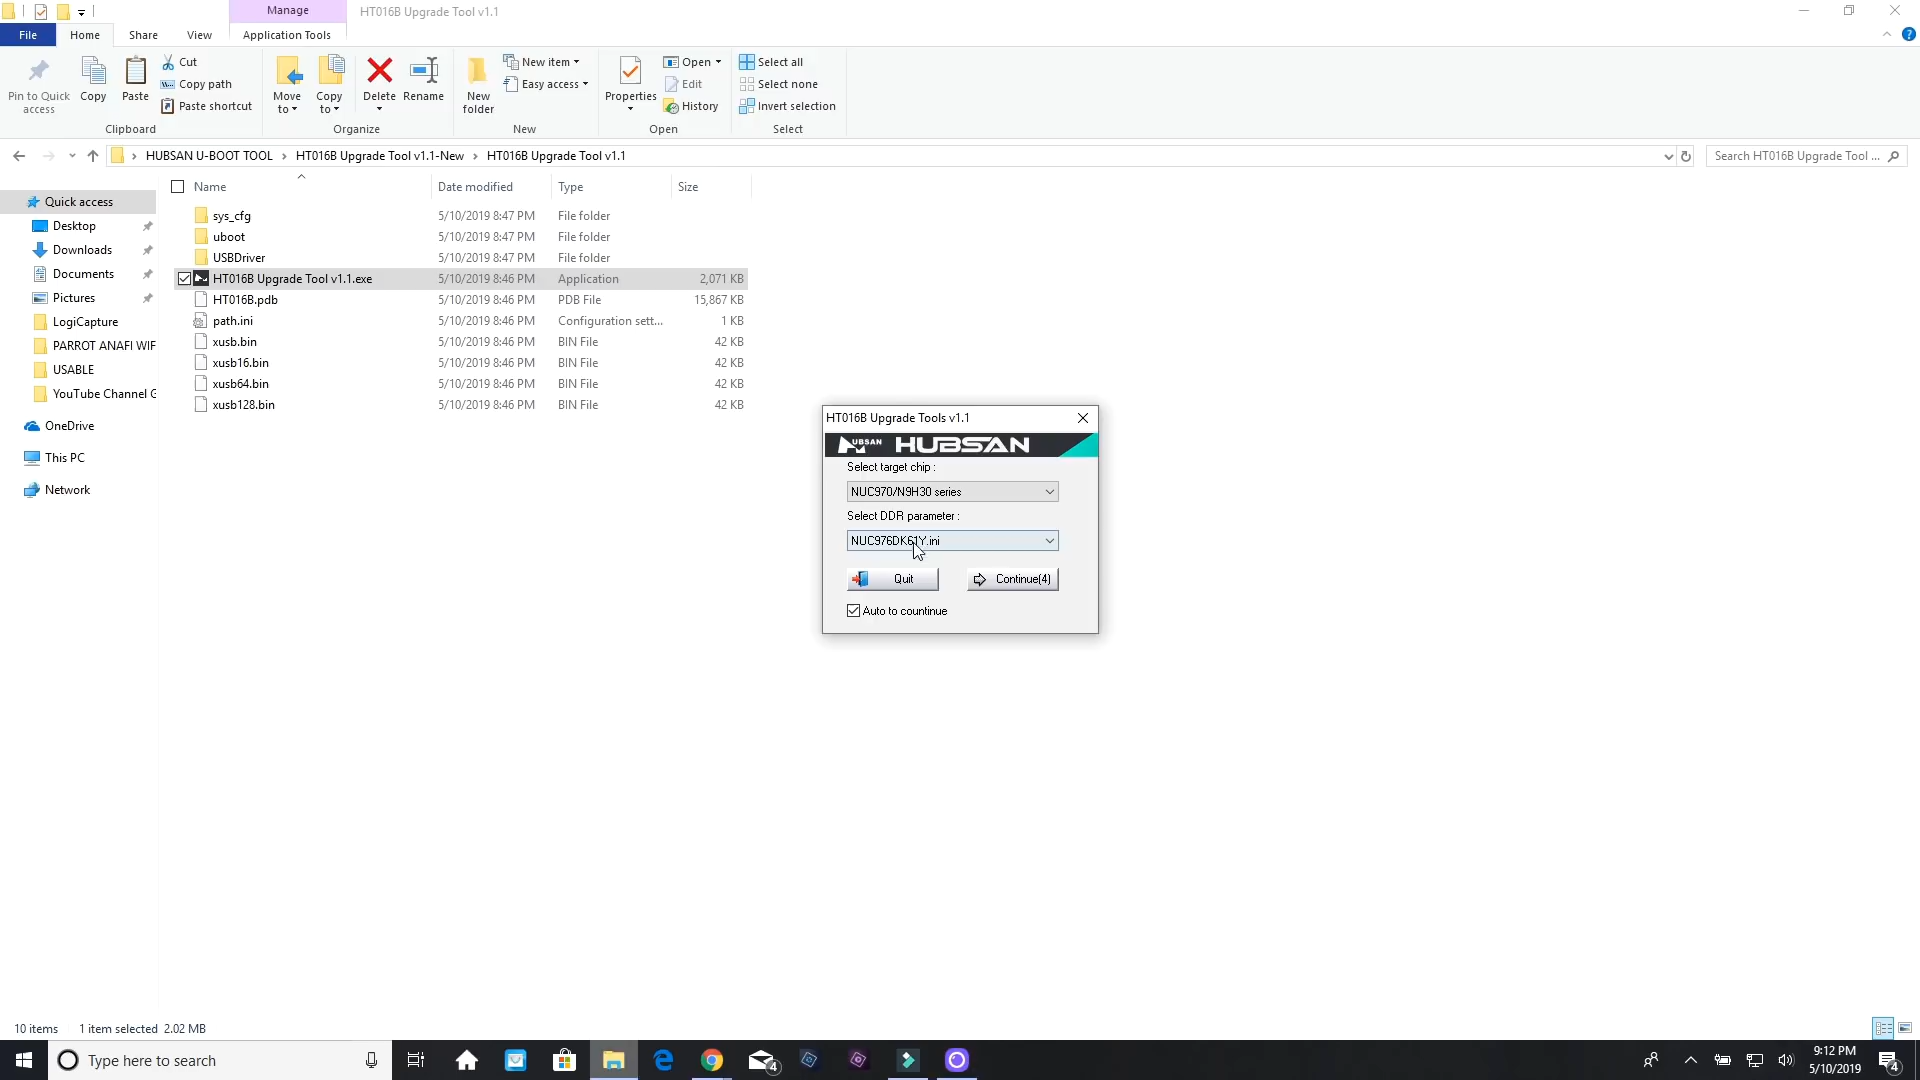 Manage
HT016B Upgrade Tool v1.1
File
Home
Share
View
Application Tools
Pin to Quick access
Copy
Paste
Cut
Copy path
Paste shortcut
Clipboard
Move to
Copy to
Delete
Rename
Organize
New folder
New item
Easy access
New
Properties
Open
Edit
History
Open
Select all
Select none
Invert selection
Select
HUBSAN U-BOOT TOOL > HT016B Upgrade Tool v1.1-New > HT016B Upgrade Tool v1.1
Search HT016B Upgrade Tool ...
Name Date modified Type Size
sys_cfg 5/10/2019 8:47 PM File folder
uboot 5/10/2019 8:47 PM File folder
USBDriver 5/10/2019 8:47 PM File folder
HT016B Upgrade Tool v1.1.exe 5/10/2019 8:46 PM Application 2,071 KB
HT016B.pdb 5/10/2019 8:46 PM PDB File 15,867 KB
path.ini 5/10/2019 8:46 PM Configuration sett... 1 KB
xusb.bin 5/10/2019 8:46 PM BIN File 42 KB
xusb16.bin 5/10/2019 8:46 PM BIN File 42 KB
xusb64.bin 5/10/2019 8:46 PM BIN File 42 KB
xusb128.bin 5/10/2019 8:46 PM BIN File 42 KB
Quick access
Desktop
Downloads
Documents
Pictures
LogiCapture
PARROT ANAFI WIF
USABLE
YouTube Channel G
OneDrive
This PC
Network
HT016B Upgrade Tools v1.1
UBSAN HUBSAN
Select target chip :
NUC970/N9H30 series
Select DDR parameter :
NUC976DK61Y.ini
Quit
Continue(4)
Auto to countinue
10 items 1 item selected 2.02 MB
Type here to search
4
9:12 PM
5/10/2019
4